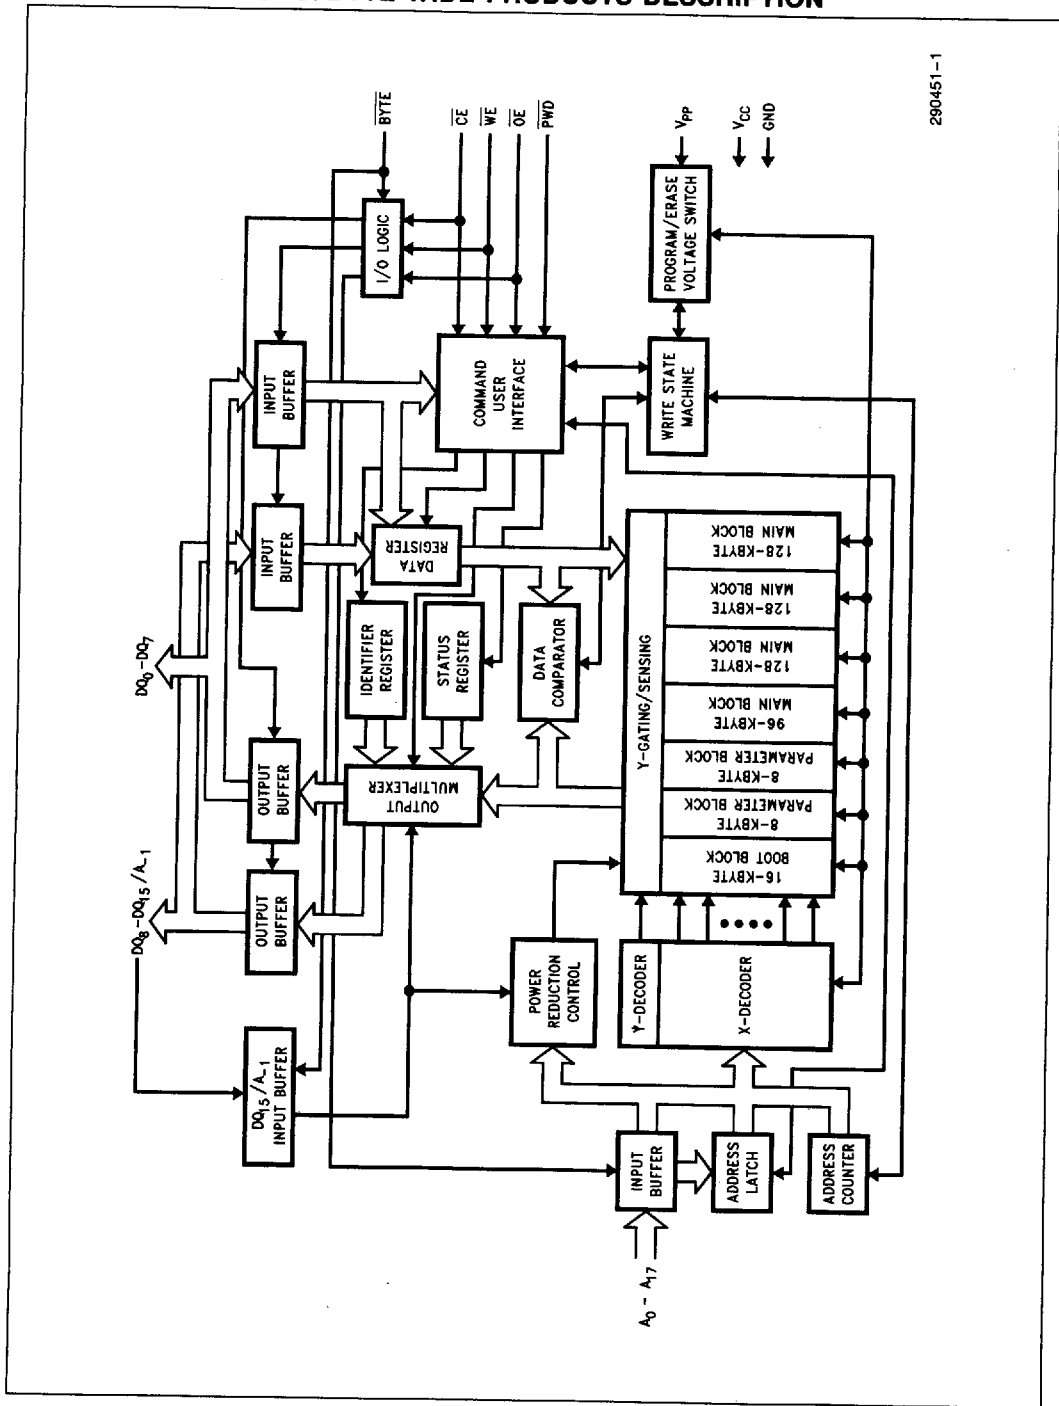 DQ8-DQ15/A-1
DQ0-DQ7
DQ15/A-1
INPUT BUFFER
OUTPUT
BUFFER
OUTPUT
BUFFER
INPUT
BUFFER
INPUT
BUFFER
I/O LOGIC
BYTE
CE
WE
OE
PWD
OUTPUT
MULTIPLEXER
IDENTIFIER
REGISTER
STATUS
REGISTER
DATA
REGISTER
COMMAND
USER
INTERFACE
POWER
REDUCTION
CONTROL
DATA
COMPARATOR
A0 - A17
INPUT
BUFFER
ADDRESS
LATCH
ADDRESS
COUNTER
Y-DECODER
X-DECODER
Y-GATING/SENSING
16-KBYTE
BOOT BLOCK
8-KBYTE
PARAMETER BLOCK
8-KBYTE
PARAMETER BLOCK
96-KBYTE
MAIN BLOCK
128-KBYTE
MAIN BLOCK
128-KBYTE
MAIN BLOCK
128-KBYTE
MAIN BLOCK
WRITE STATE
MACHINE
PROGRAM/ERASE
VOLTAGE SWITCH
VPP
VCC
GND
290451-1